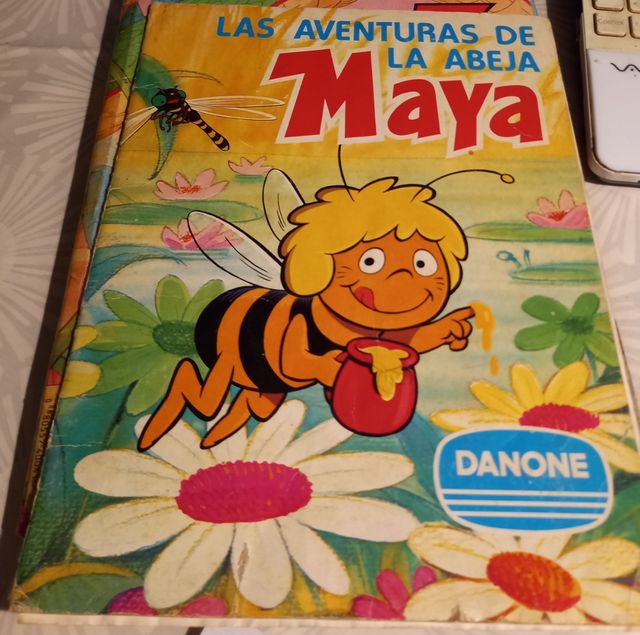 LAS AVENTURAS DE
LA ABEJA
Maya
DANONE